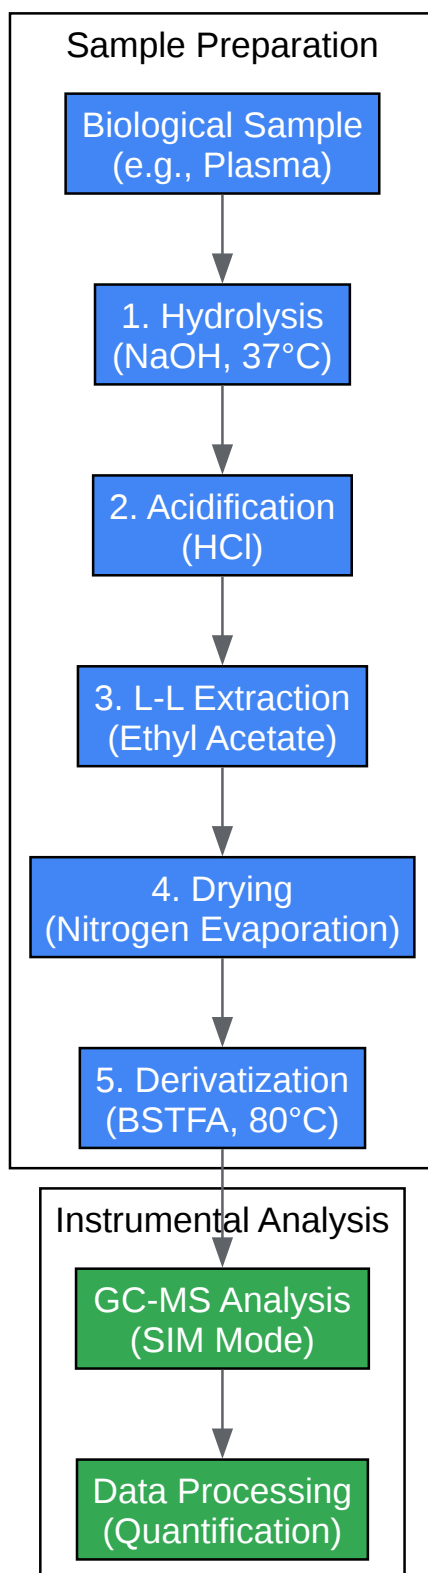 Sample Preparation
Biological Sample
(e.g., Plasma)
1. Hydrolysis
(NaOH, 37°C)
2. Acidification
(HCl)
3. L-L Extraction
(Ethyl Acetate)
4. Drying
(Nitrogen Evaporation)
5. Derivatization
(BSTFA, 80°C)
Instrumental Analysis
GC-MS Analysis
(SIM Mode)
Data Processing
(Quantification)